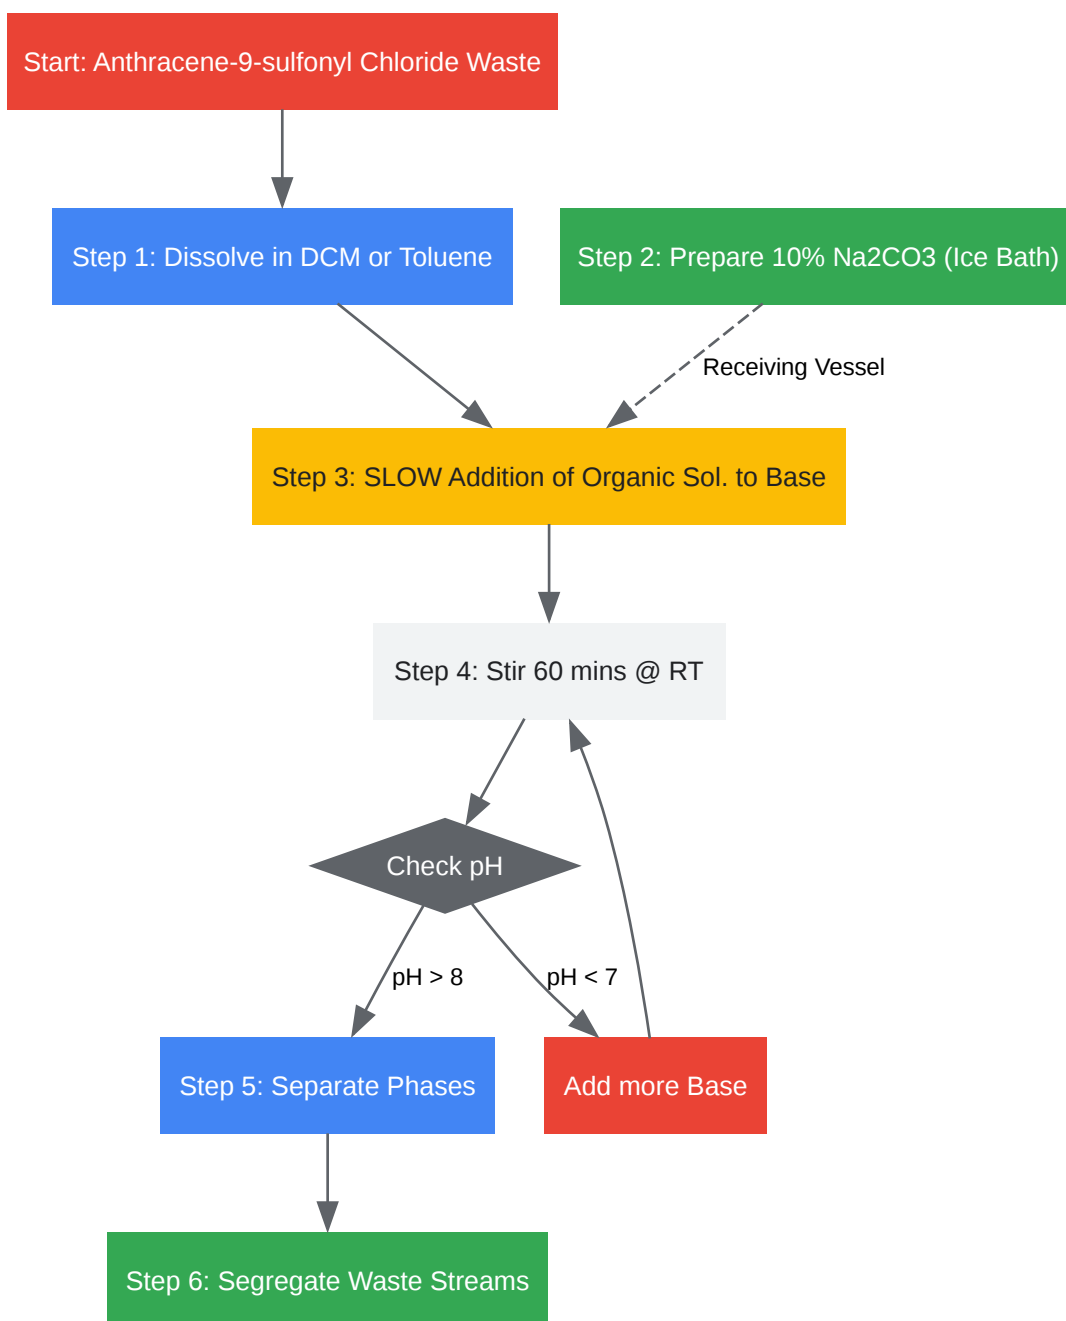 Start: Anthracene-9-sulfonyl Chloride Waste
Step 1: Dissolve in DCM or Toluene
Step 2: Prepare 10% Na2CO3 (Ice Bath)
Receiving Vessel
Step 3: SLOW Addition of Organic Sol. to Base
Step 4: Stir 60 mins @ RT
Check pH
pH > 8
pH < 7
Step 5: Separate Phases
Add more Base
Step 6: Segregate Waste Streams